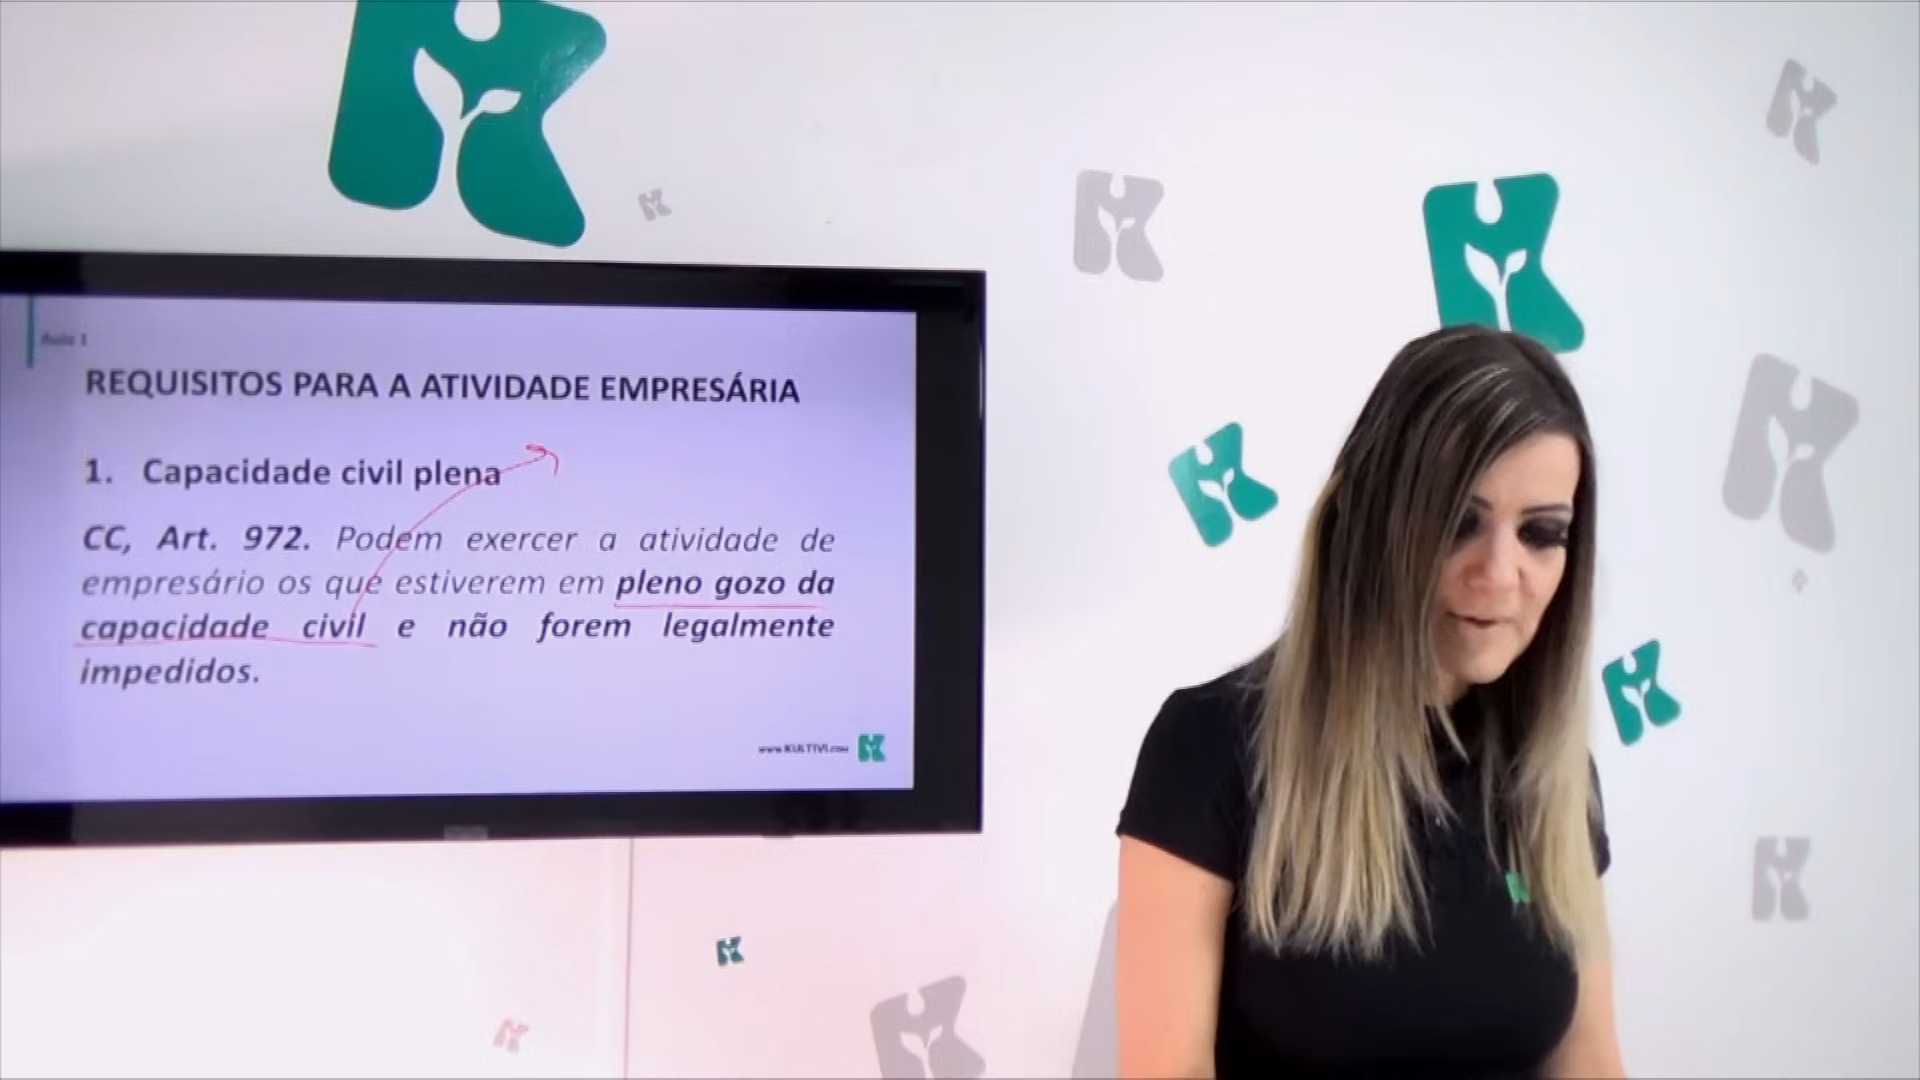 Aula 1
REQUISITOS PARA A ATIVIDADE EMPRESÁRIA
1. Capacidade civil plena
CC, Art. 972. Podem exercer a atividade de
empresário os que estiverem em pleno gozo da
capacidade civil e não forem legalmente
impedidos.
www.KULTIVI.com